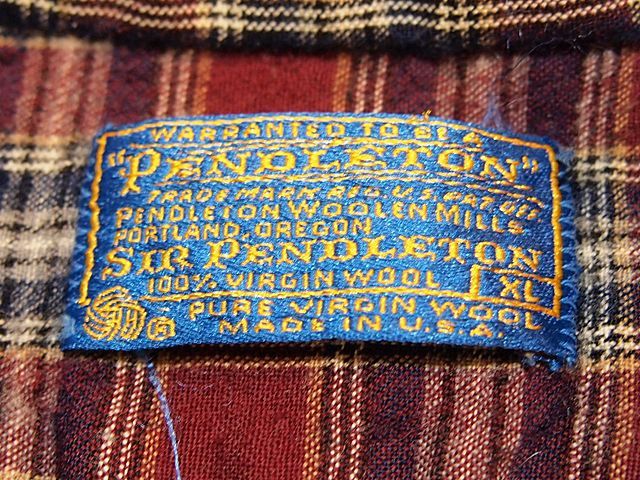 WARRANTED TO BE A
"PENDLETON"
TRADE MARK REG U.S. PAT OFF
PENDLETON WOOLEN MILLS
PORTLAND, OREGON
SIR PENDLETON
100% VIRGIN WOOL XL
® PURE VIRGIN WOOL
MADE IN U.S.A.